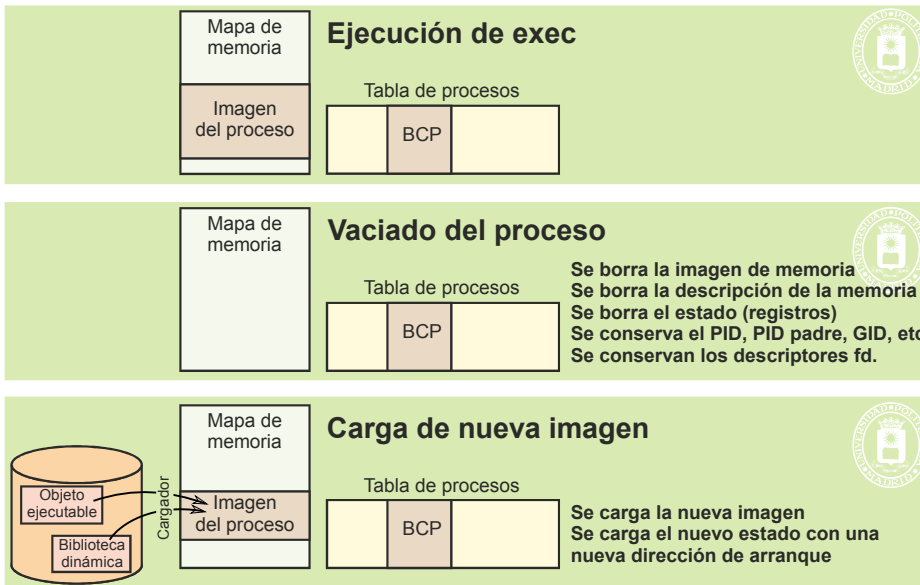 Mapa de
memoria
Ejecución de exec
Tabla de procesos
Imagen
del proceso
BCP
Mapa de
memoria
Vaciado del proceso
Tabla de procesos
BCP
Se borra la imagen de memoria
Se borra la descripción de la memoria
Se borra el estado (registros)
Se conserva el PID, PID padre, GID, etc
Se conservan los descriptores fd.
Mapa de
memoria
Carga de nueva imagen
Objeto
ejecutable
Biblioteca
dinámica
Cargador
Imagen
del proceso
Tabla de procesos
BCP
Se carga la nueva imagen
Se carga el nuevo estado con una
nueva dirección de arranque